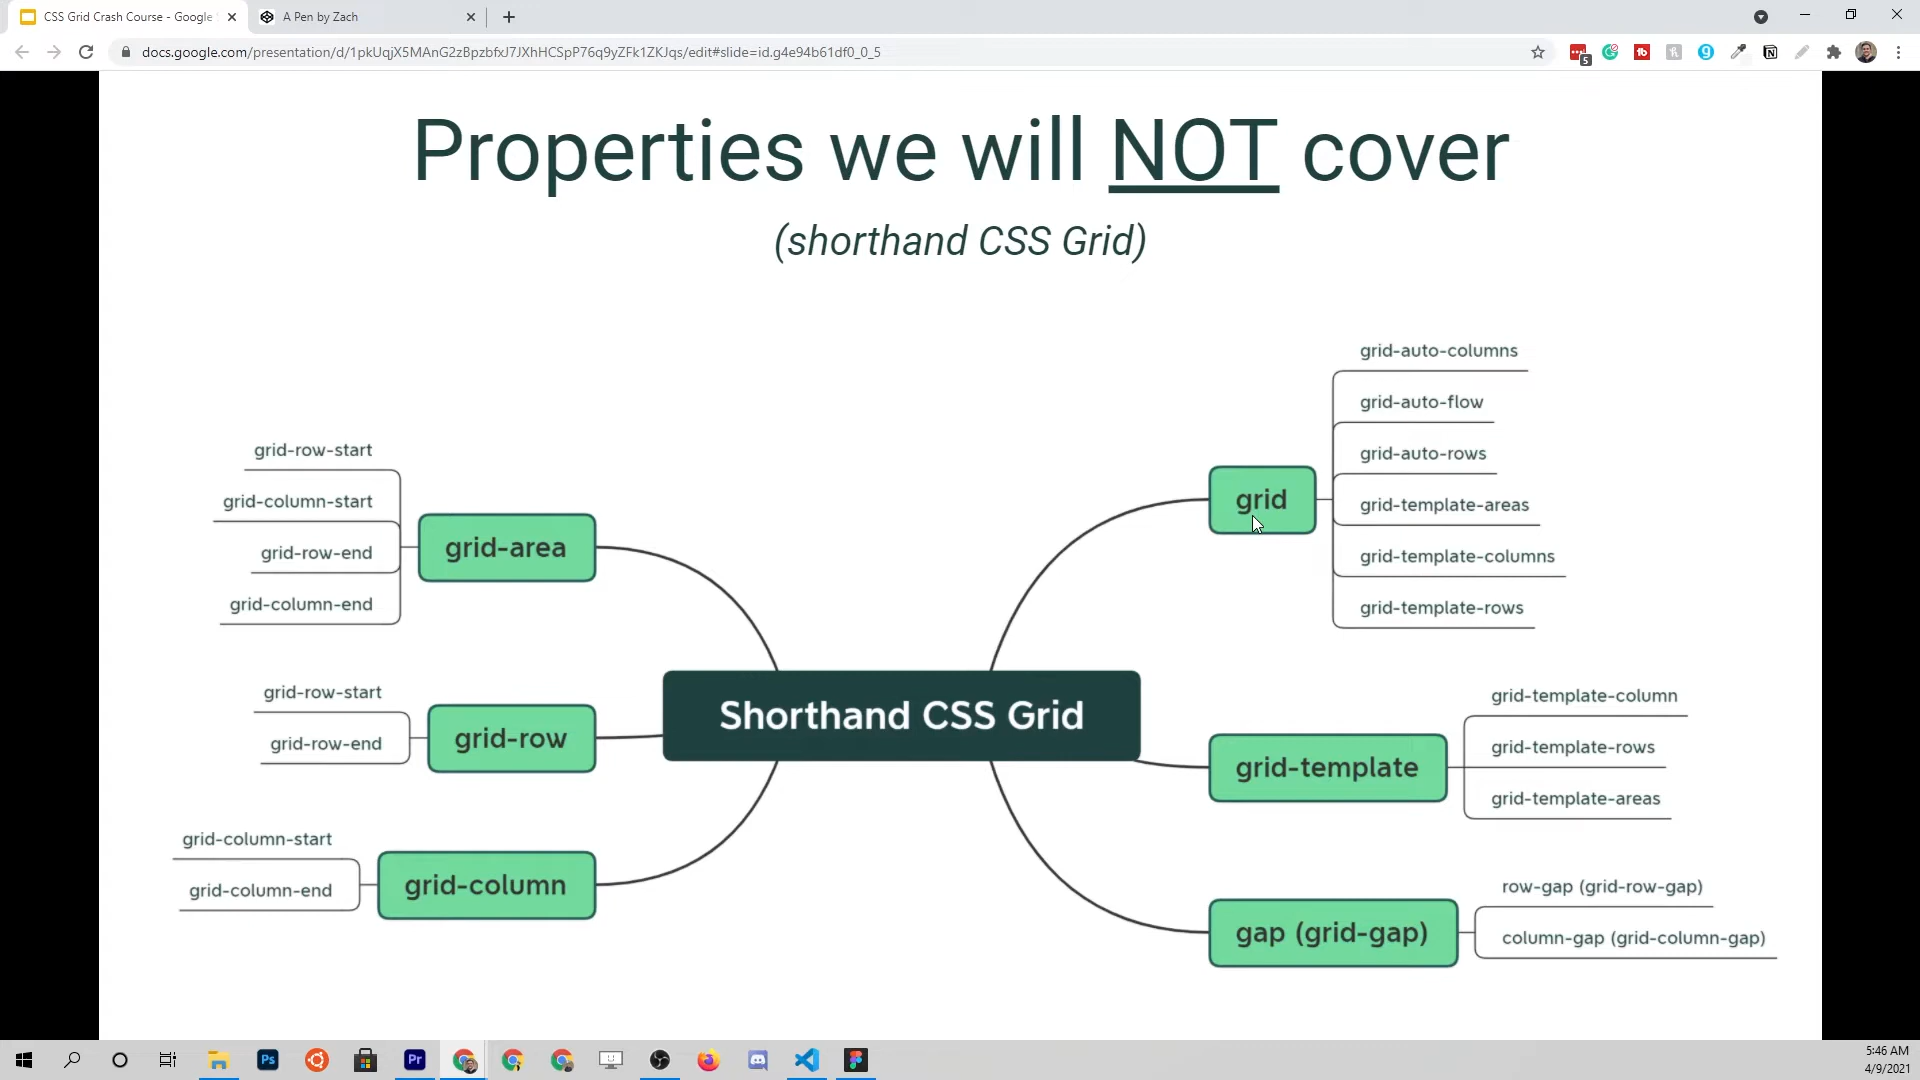 CSS Grid Crash Course - Google
A Pen by Zach
docs.google.com/presentation/d/1pkUqjX5MAnG2zBpzbfxJ7JXhHCSpP76q9yZFk1ZKJqs/edit#slide=id.g4e94b61df0_0_5
5
Properties we will NOT cover
(shorthand CSS Grid)
grid-auto-columns
grid-auto-flow
grid-auto-rows
grid
grid-template-areas
grid-template-columns
grid-template-rows
grid-row-start
grid-column-start
grid-area
grid-row-end
grid-column-end
Shorthand CSS Grid
grid-row-start
grid-row
grid-row-end
grid-template-column
grid-template-rows
grid-template
grid-template-areas
grid-column-start
grid-column
grid-column-end
row-gap (grid-row-gap)
gap (grid-gap)
column-gap (grid-column-gap)
Ps
Pr
5:46 AM
4/9/2021